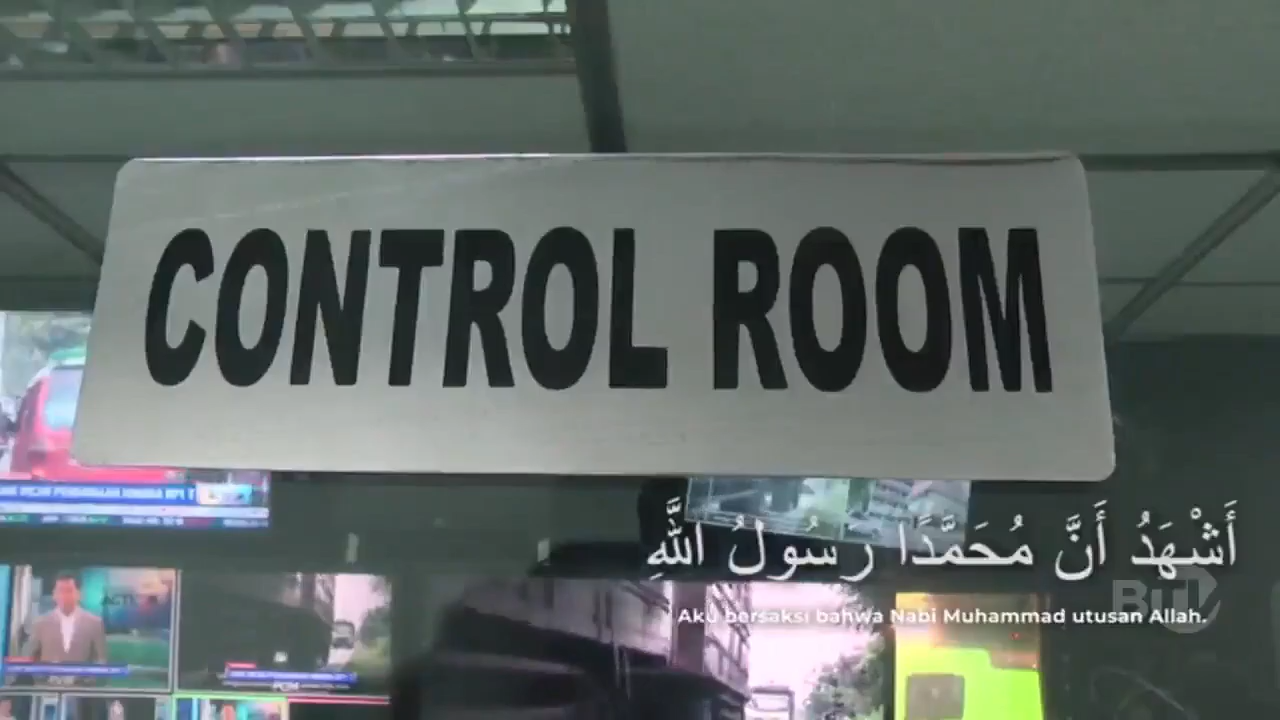 CONTROL ROOM
أَشْهَدُ أَنَّ مُحَمَّدًا رَسُولُ اللَّهِ
Aku bersaksi bahwa Nabi Muhammad utusan Allah.